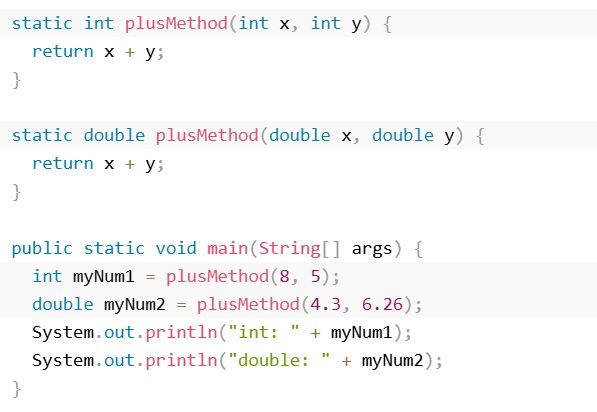 static int plusMethod(int x, int y) {
  return x + y;
}

static double plusMethod(double x, double y) {
  return x + y;
}

public static void main(String[] args) {
  int myNum1 = plusMethod(8, 5);
  double myNum2 = plusMethod(4.3, 6.26);
  System.out.println("int: " + myNum1);
  System.out.println("double: " + myNum2);
}